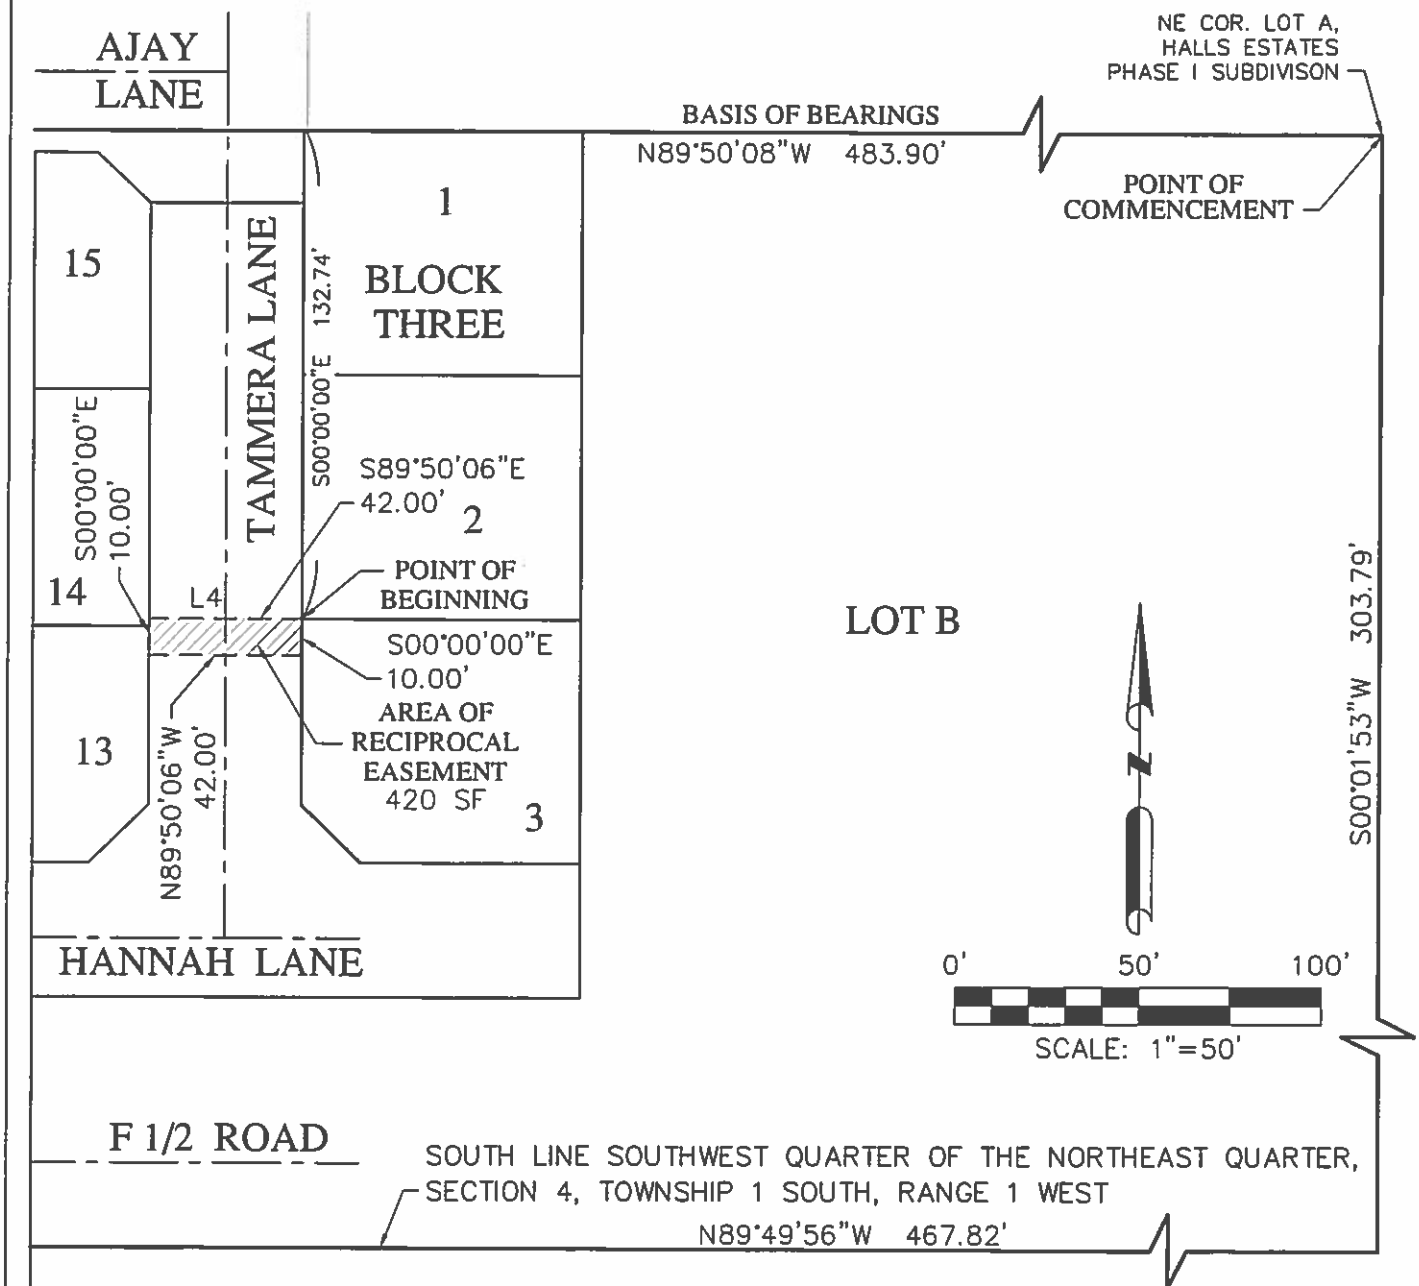 NE COR. LOT A,
HALLS ESTATES
PHASE I SUBDIVISON
AJAY
LANE
BASIS OF BEARINGS
N89°50'08"W 483.90'
POINT OF
COMMENCEMENT
1
BLOCK
THREE
15
TAMMERA LANE
S00°00'00"E 132.74'
S00°00'00"E
10.00'
S89°50'06"E
42.00'
2
POINT OF
BEGINNING
14
L4
S00°00'00"E
10.00'
AREA OF
RECIPROCAL
EASEMENT
420 SF
3
13
N89°50'06"W
42.00'
LOT B
S00°01'53"W 303.79'
N
HANNAH LANE
0' 50' 100'
SCALE: 1"=50'
F 1/2 ROAD
SOUTH LINE SOUTHWEST QUARTER OF THE NORTHEAST QUARTER,
SECTION 4, TOWNSHIP 1 SOUTH, RANGE 1 WEST
N89°49'56"W 467.82'